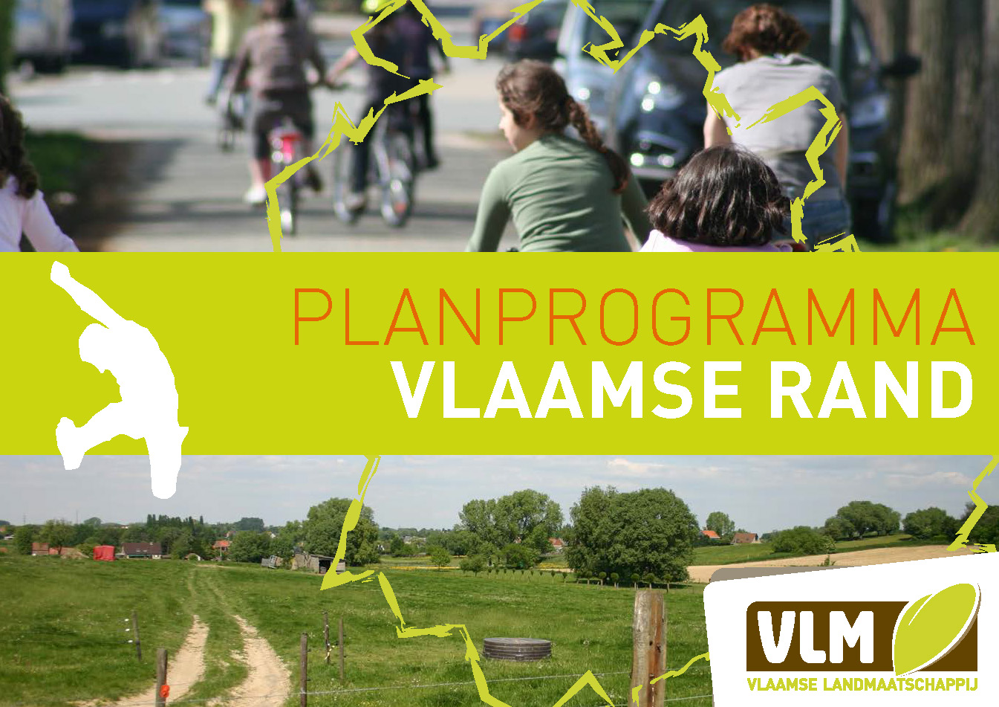 PLANPROGRAMMA
VLAAMSE RAND
VLM
VLAAMSE LANDMAATSCHAPPIJ